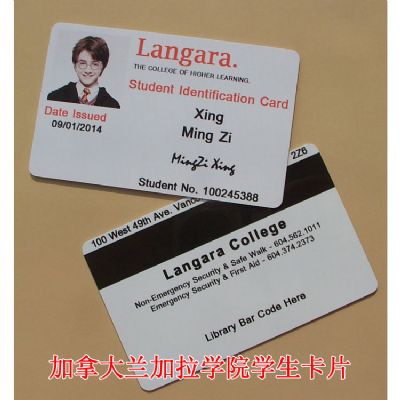 Langara.
THE COLLEGE OF HIGHER LEARNING.
Student Identification Card
Date Issued
09/01/2014
Xing
Ming Zi
MingZi Xing
Student No. 100245388
100 West 49th Ave. Vancou
2Z6
Langara College
Non-Emergency Security & Safe Walk - 604.562.1011
Emergency Security & First Aid - 604.374.2373
Library Bar Code Here
加拿大兰加拉学院学生卡片